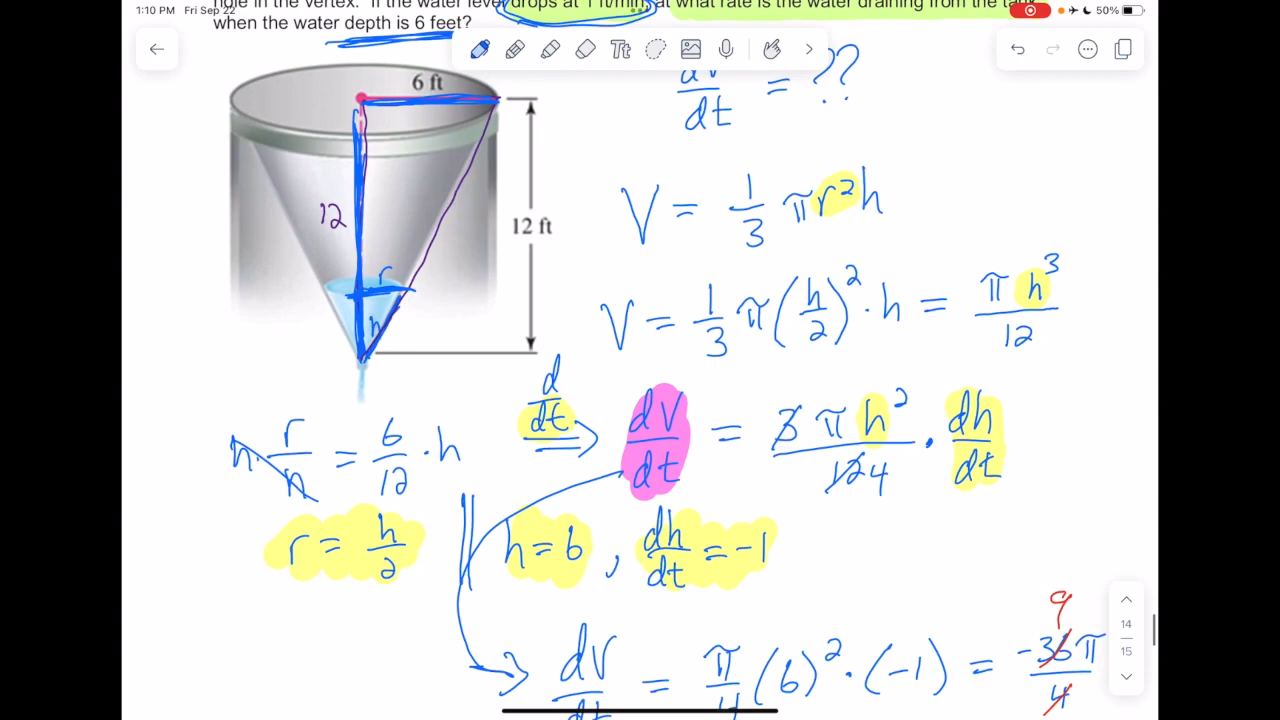 1:10 PM Fri Sep 22
50%
hole in the vertex. If the water level drops at 1 ft/min, at what rate is the water draining from the tank
when the water depth is 6 feet?
Tt
6 ft
dV/dt = ??
12
12 ft
V = 1/3 πr²h
r
h
V = 1/3 π(h/2)² · h = πh³/12
d/dt ⟹ dV/dt = 3πh²/12 4 · dh/dt
h · r/h = 6/12 · h
r = h/2
h = 6 , dh/dt = -1
14
15
9
dV/dt = π/4 (6)² · (-1) = -36π/4